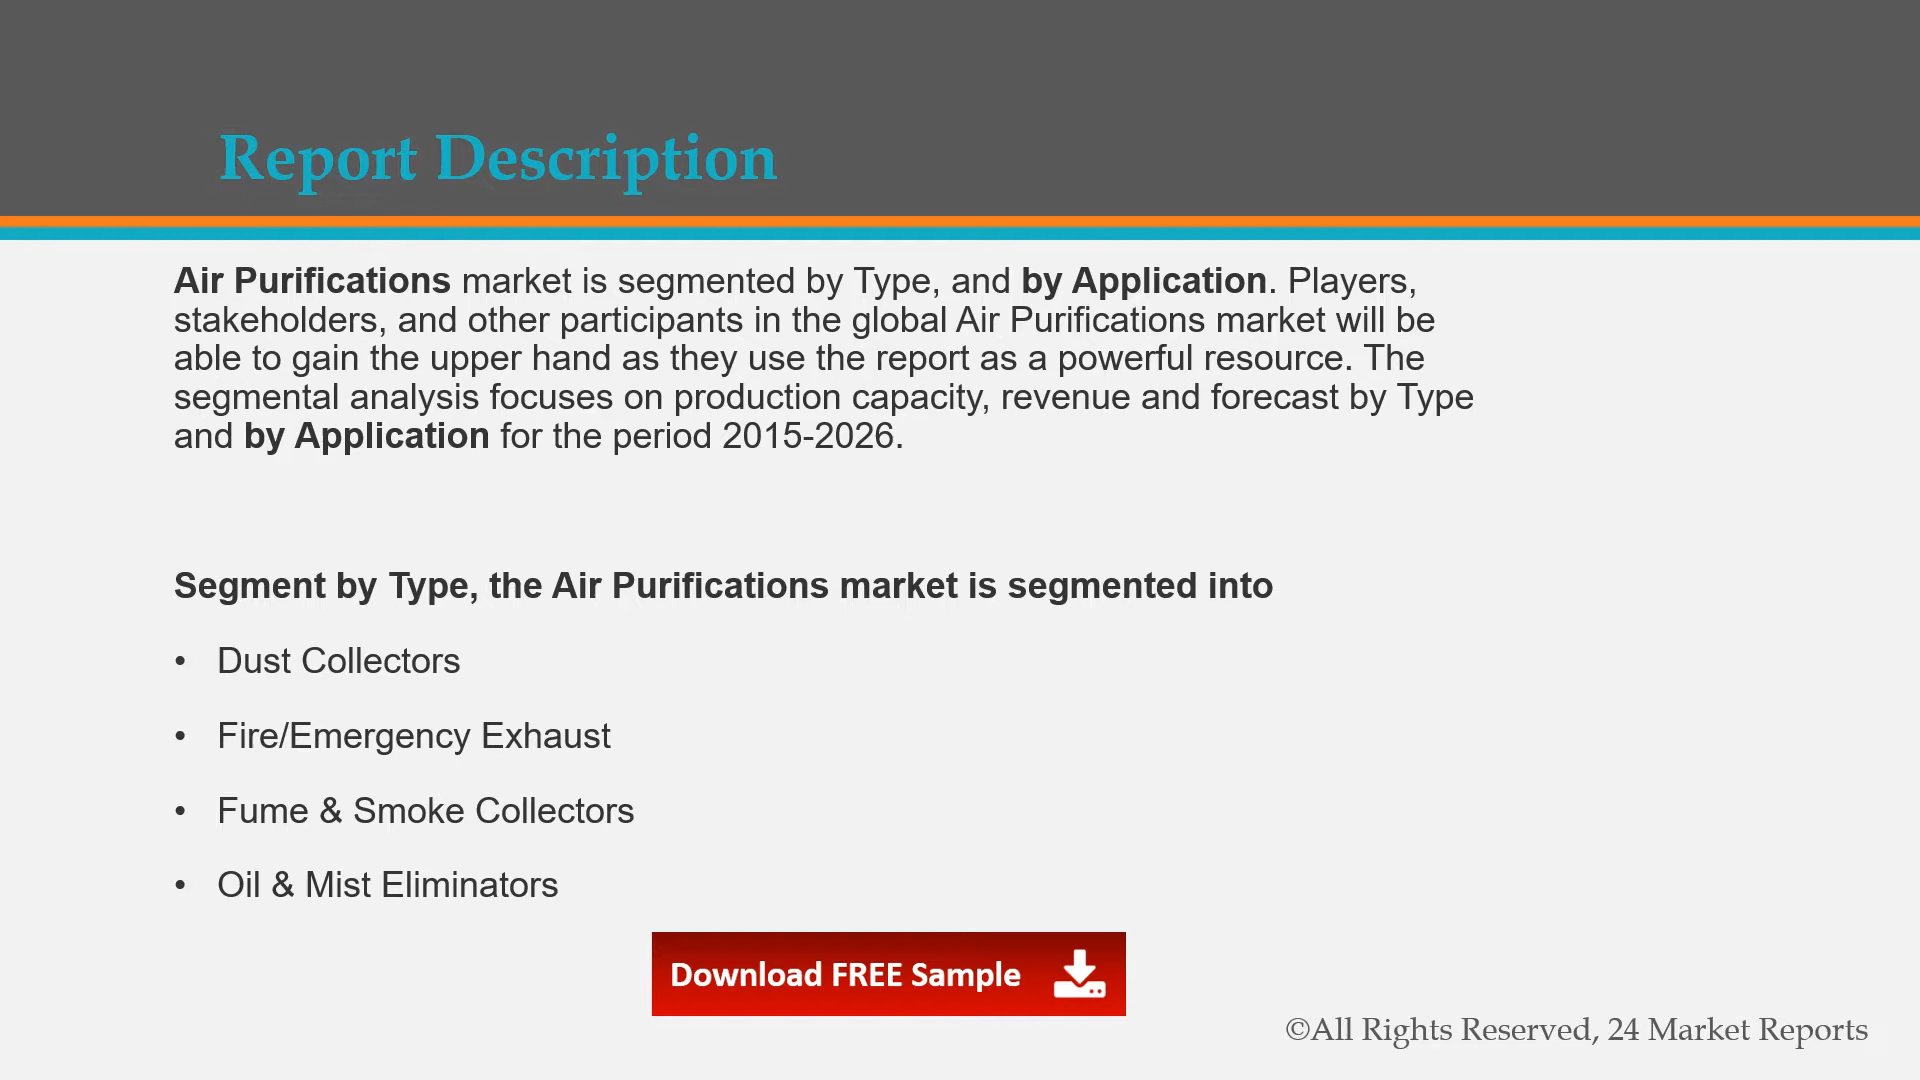 Report Description
Air Purifications market is segmented by Type, and by Application. Players,
stakeholders, and other participants in the global Air Purifications market will be
able to gain the upper hand as they use the report as a powerful resource. The
segmental analysis focuses on production capacity, revenue and forecast by Type
and by Application for the period 2015-2026.
Segment by Type, the Air Purifications market is segmented into
• Dust Collectors
• Fire/Emergency Exhaust
• Fume & Smoke Collectors
• Oil & Mist Eliminators
Download FREE Sample
©All Rights Reserved, 24 Market Reports